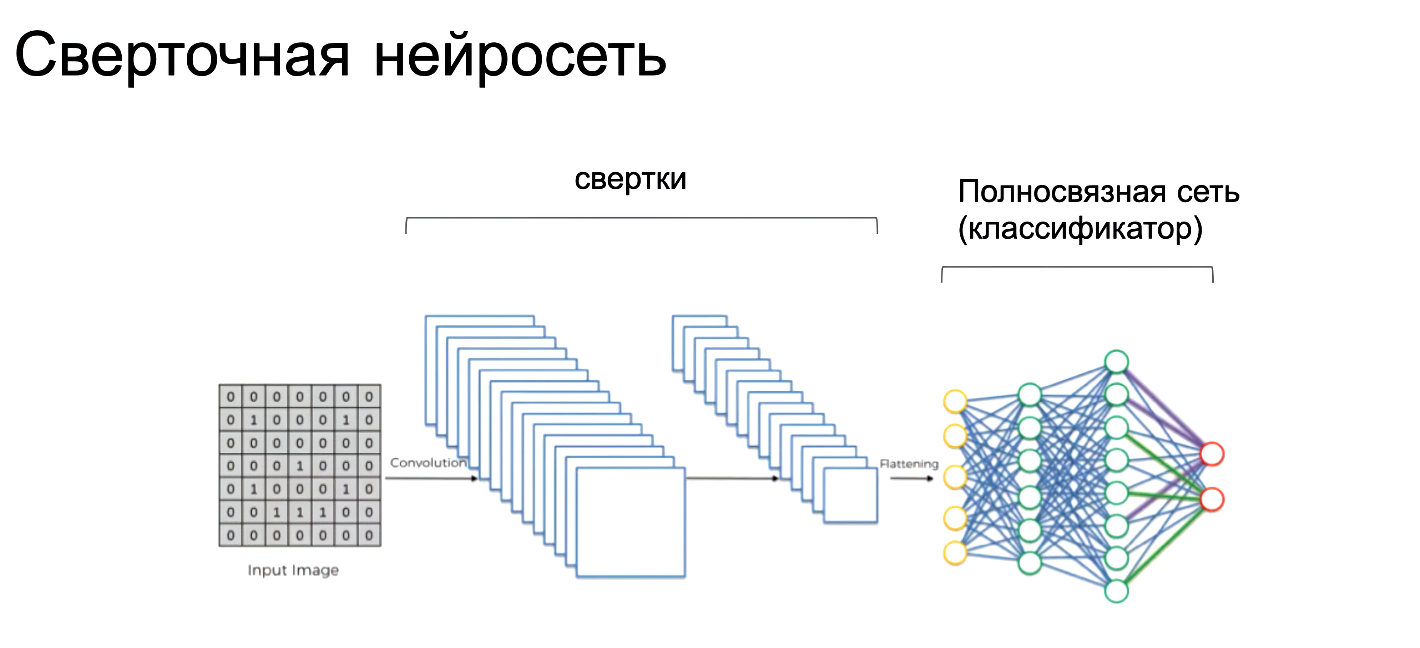 Сверточная нейросеть
свертки
Полносвязная сеть
(классификатор)
0 0 0 0 0 0 0
0 1 0 0 0 1 0
0 0 0 0 0 0 0
0 0 0 1 0 0 0
0 1 0 0 0 1 0
0 0 1 1 1 0 0
0 0 0 0 0 0 0
Convolution
Flattening
Input Image